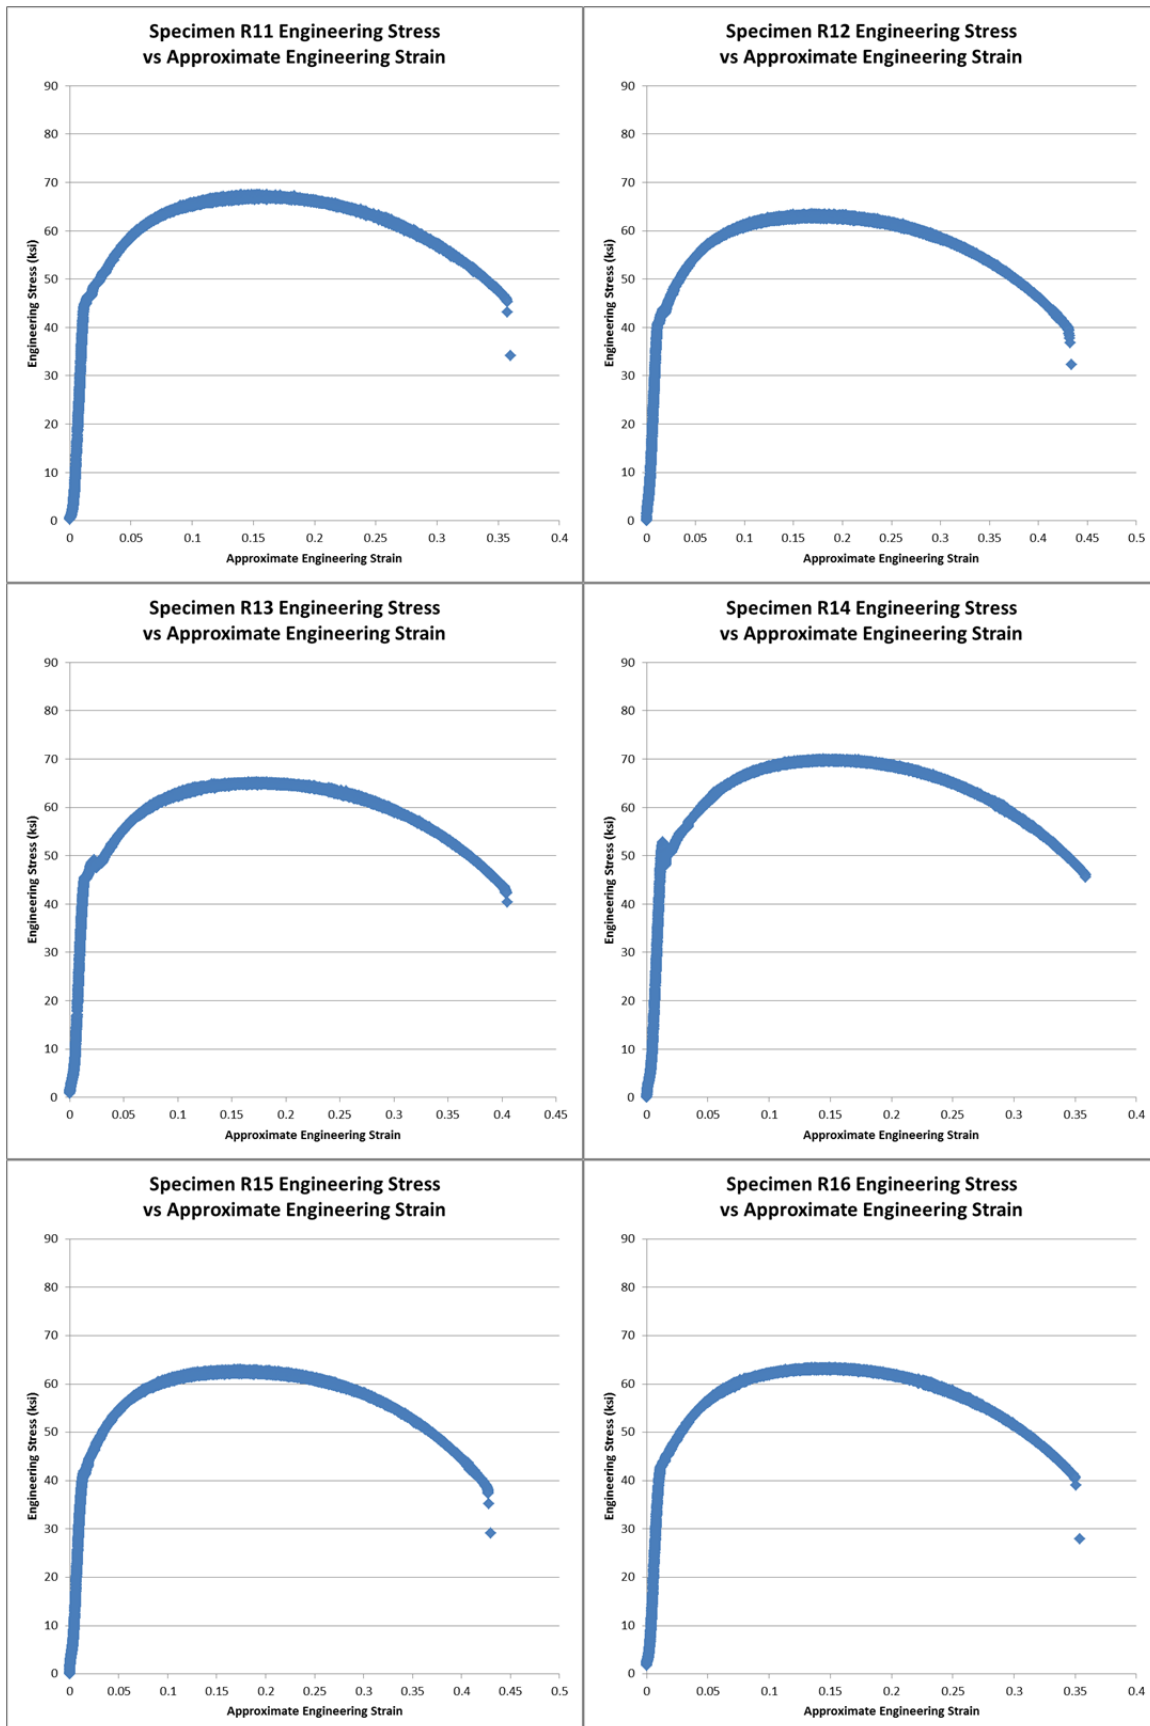 Specimen R11 Engineering Stress
vs Approximate Engineering Strain
Engineering Stress (ksi)
90
80
70
60
50
40
30
20
10
0
0 0.05 0.1 0.15 0.2 0.25 0.3 0.35 0.4
Approximate Engineering Strain
Specimen R12 Engineering Stress
vs Approximate Engineering Strain
Engineering Stress (ksi)
90
80
70
60
50
40
30
20
10
0
0 0.05 0.1 0.15 0.2 0.25 0.3 0.35 0.4 0.45 0.5
Approximate Engineering Strain
Specimen R13 Engineering Stress
vs Approximate Engineering Strain
Engineering Stress (ksi)
90
80
70
60
50
40
30
20
10
0
0 0.05 0.1 0.15 0.2 0.25 0.3 0.35 0.4 0.45
Approximate Engineering Strain
Specimen R14 Engineering Stress
vs Approximate Engineering Strain
Engineering Stress (ksi)
90
80
70
60
50
40
30
20
10
0
0 0.05 0.1 0.15 0.2 0.25 0.3 0.35 0.4
Approximate Engineering Strain
Specimen R15 Engineering Stress
vs Approximate Engineering Strain
Engineering Stress (ksi)
90
80
70
60
50
40
30
20
10
0
0 0.05 0.1 0.15 0.2 0.25 0.3 0.35 0.4 0.45 0.5
Approximate Engineering Strain
Specimen R16 Engineering Stress
vs Approximate Engineering Strain
Engineering Stress (ksi)
90
80
70
60
50
40
30
20
10
0
0 0.05 0.1 0.15 0.2 0.25 0.3 0.35 0.4
Approximate Engineering Strain